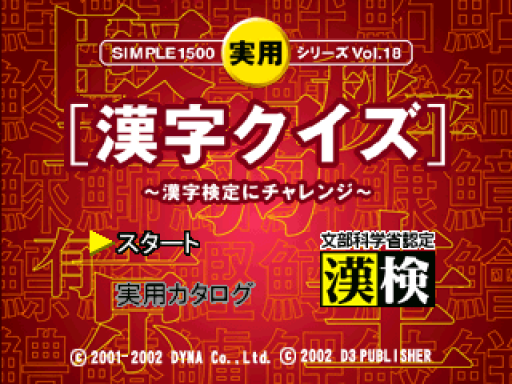 SIMPLE1500 実用 シリーズ Vol.18
[漢字クイズ]
～漢字検定にチャレンジ～
スタート
実用カタログ
文部科学省認定
漢検
© 2001-2002 DYNA Co.,Ltd. © 2002 D3 PUBLISHER